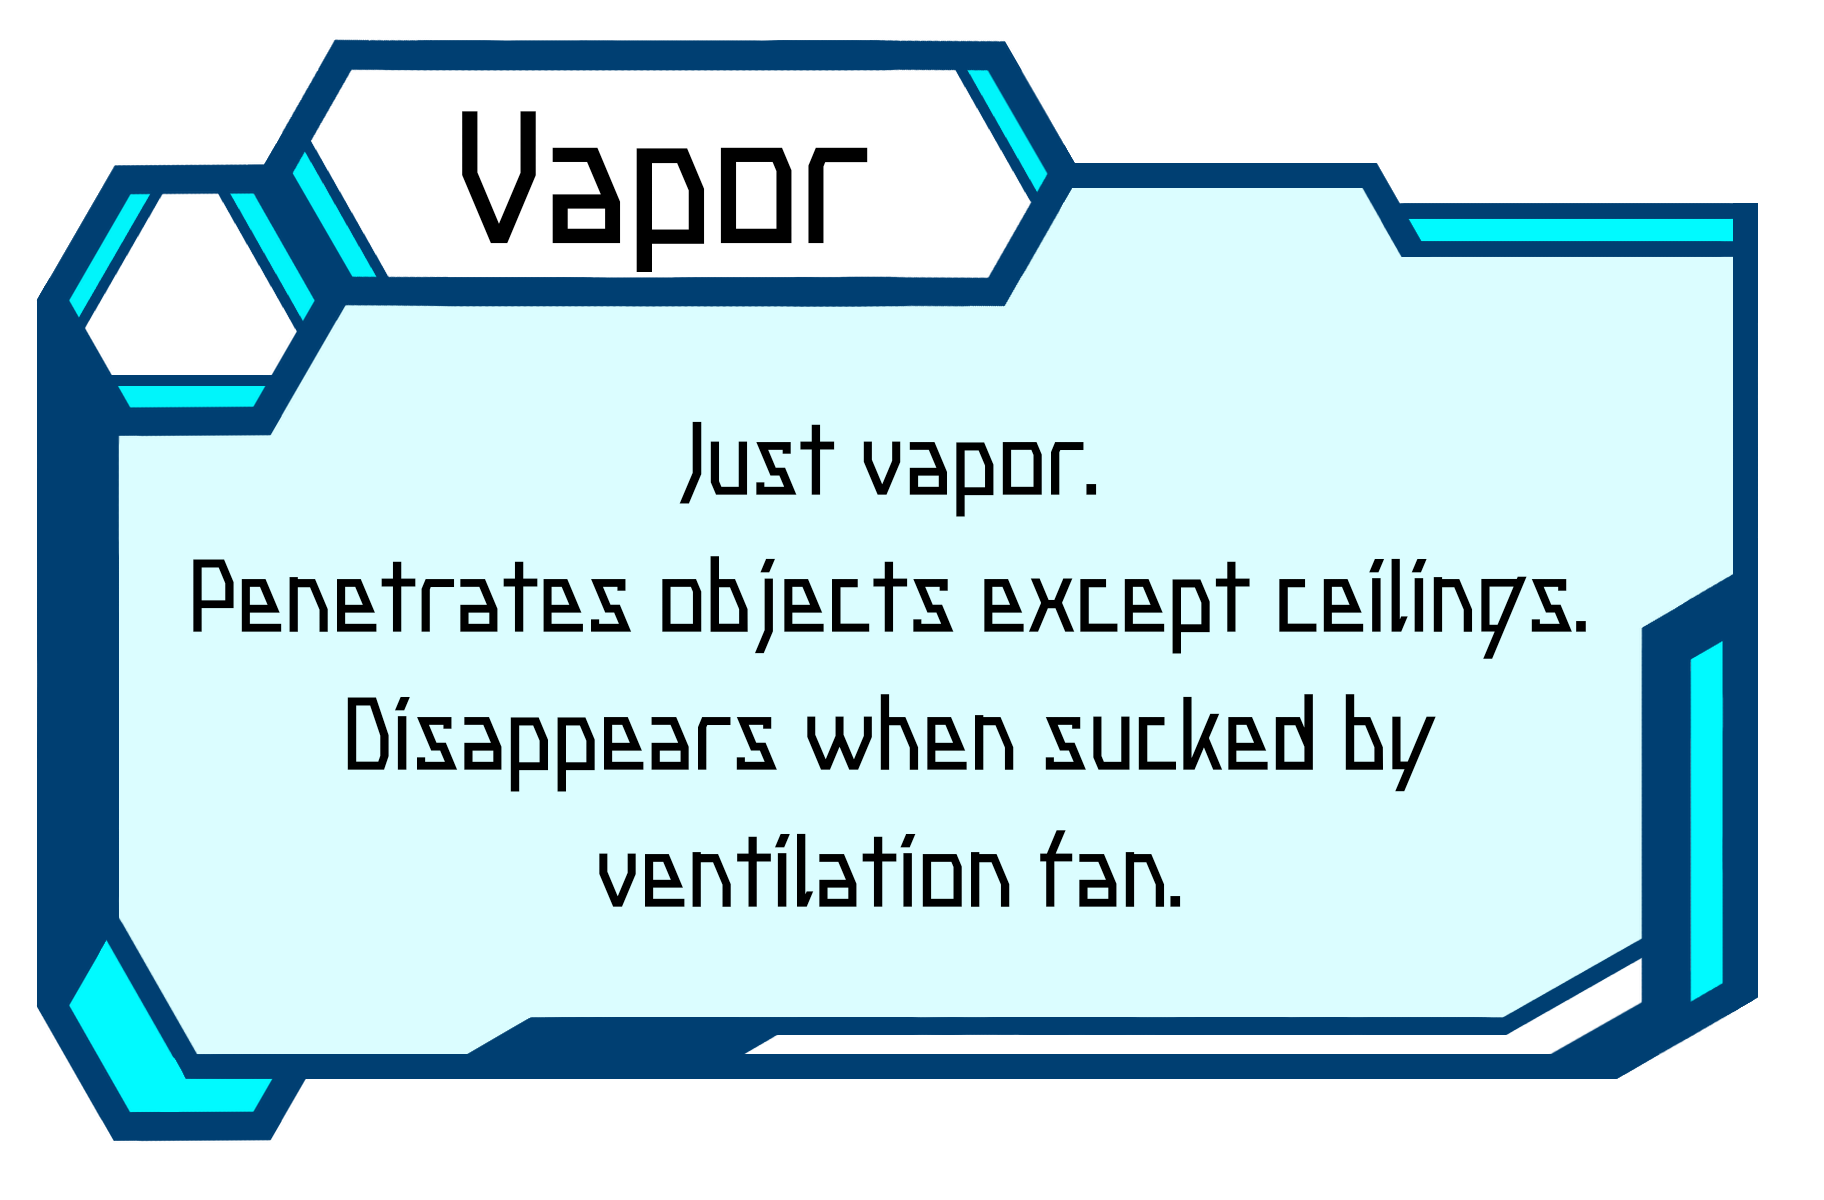 Vapor
Just vapor.
Penetrates objects except ceilings.
Disappears when sucked by
ventilation fan.